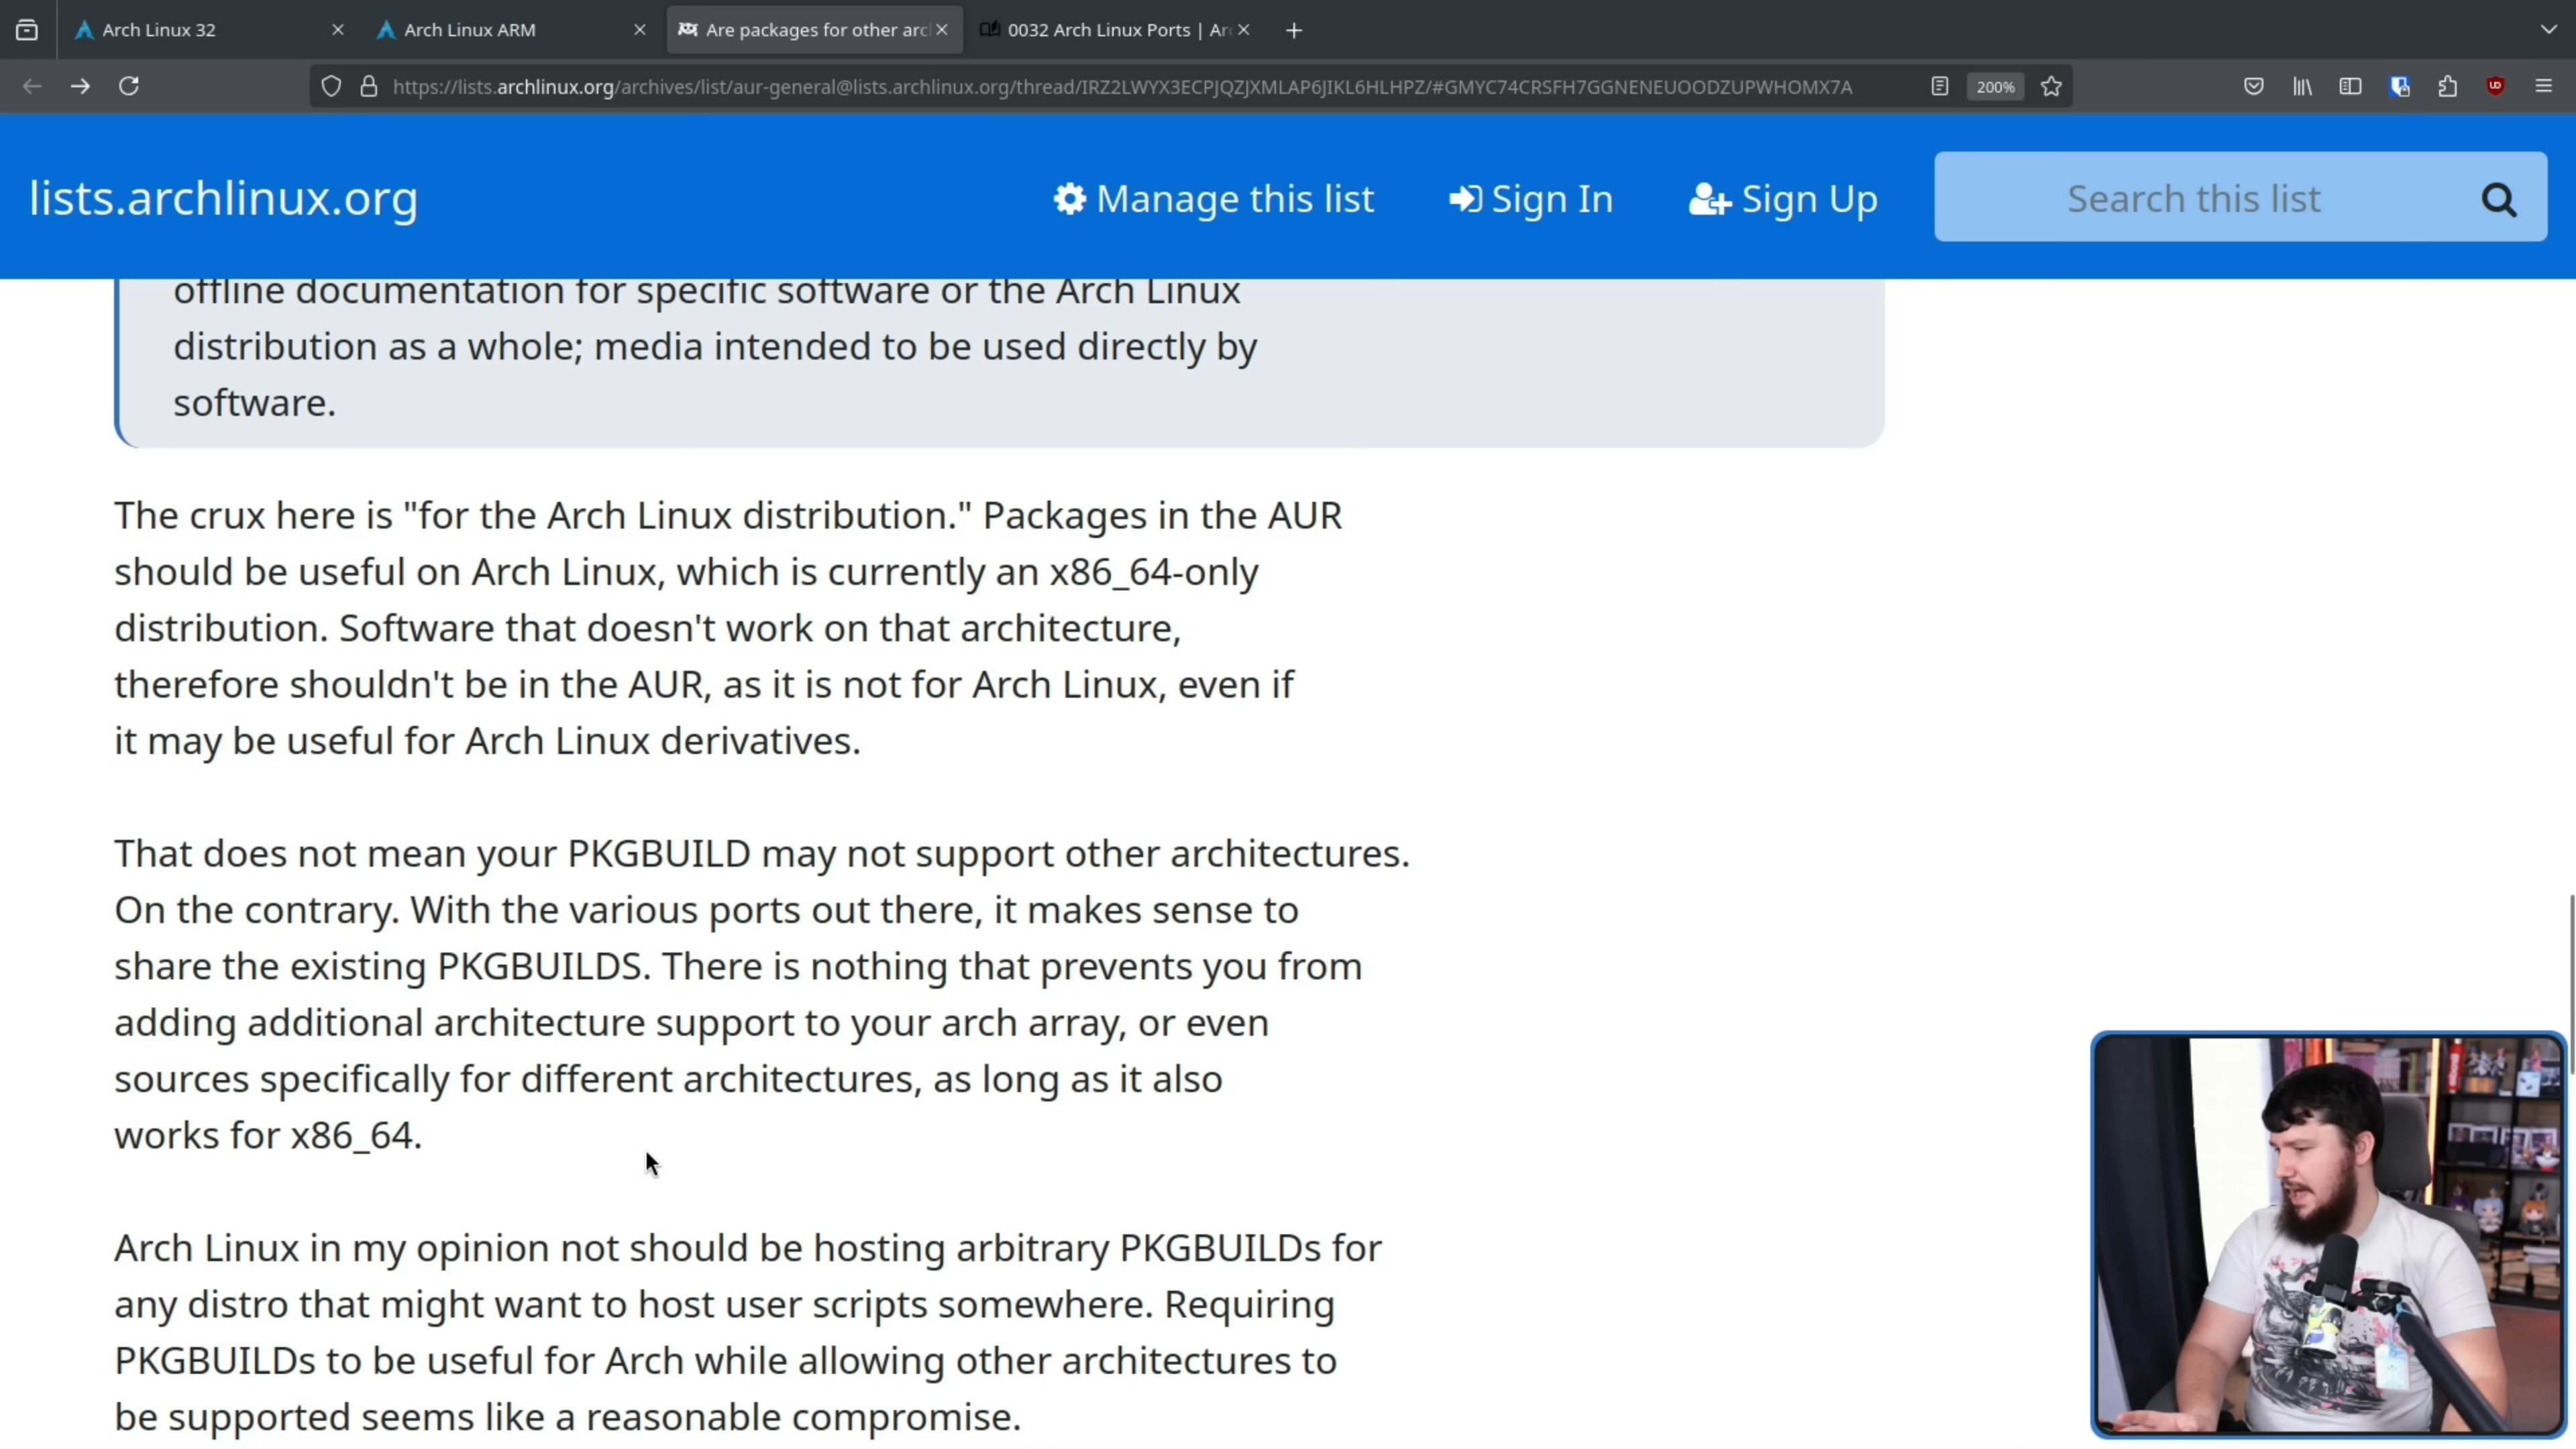 Arch Linux 32
Arch Linux ARM
Are packages for other arc
0032 Arch Linux Ports | Arc
https://lists.archlinux.org/archives/list/aur-general@lists.archlinux.org/thread/IRZ2LWYX3ECPJQZJXMLAP6JIKL6HLHPZ/#GMYC74CRSFH7GGNENEUOODZUPWHOMX7A
200%
lists.archlinux.org
Manage this list
Sign In
Sign Up
Search this list
offline documentation for specific software or the Arch Linux
distribution as a whole; media intended to be used directly by
software.
The crux here is "for the Arch Linux distribution." Packages in the AUR
should be useful on Arch Linux, which is currently an x86_64-only
distribution. Software that doesn't work on that architecture,
therefore shouldn't be in the AUR, as it is not for Arch Linux, even if
it may be useful for Arch Linux derivatives.
That does not mean your PKGBUILD may not support other architectures.
On the contrary. With the various ports out there, it makes sense to
share the existing PKGBUILDS. There is nothing that prevents you from
adding additional architecture support to your arch array, or even
sources specifically for different architectures, as long as it also
works for x86_64.
Arch Linux in my opinion not should be hosting arbitrary PKGBUILDs for
any distro that might want to host user scripts somewhere. Requiring
PKGBUILDs to be useful for Arch while allowing other architectures to
be supported seems like a reasonable compromise.